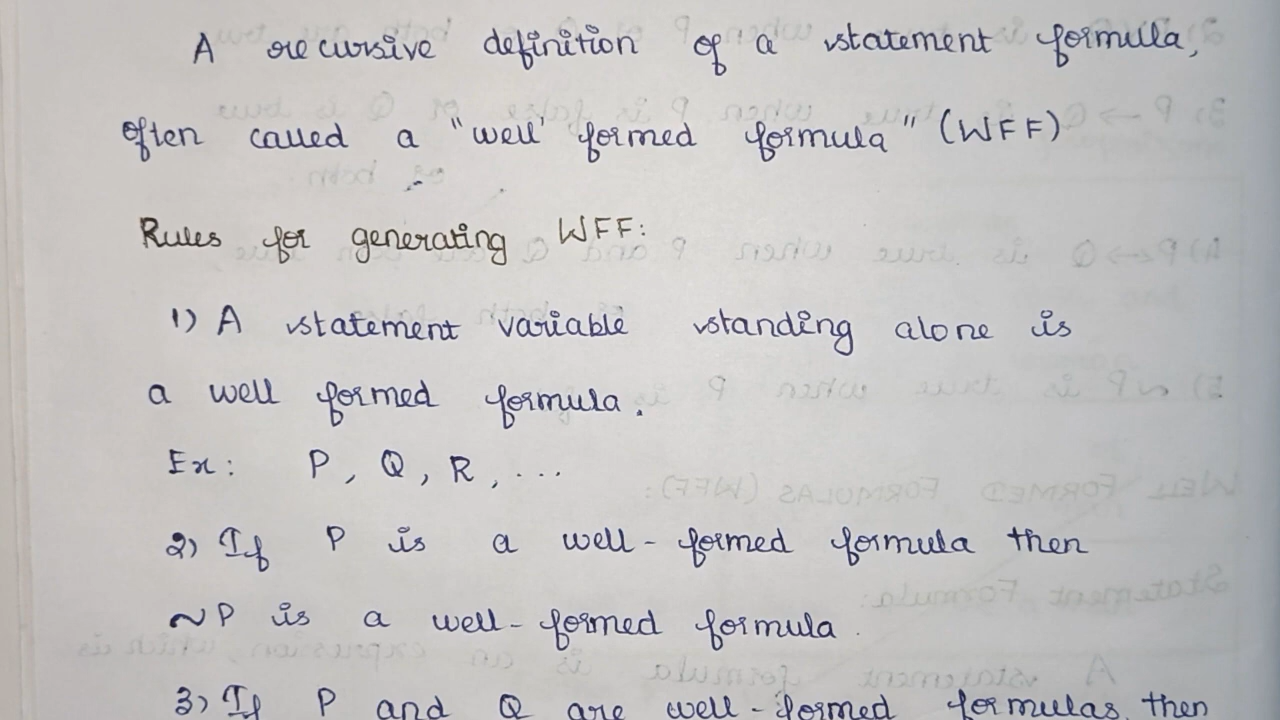 A recursive definition of a statement formula,
often called a "well' formed formula" (WFF)
Rules for generating WFF:
1) A statement variable standing alone is
a well formed formula.
Ex: P, Q, R, ...
2) If P is a well-formed formula then
~P is a well-formed formula.
3) If P and Q are well-formed formulas then